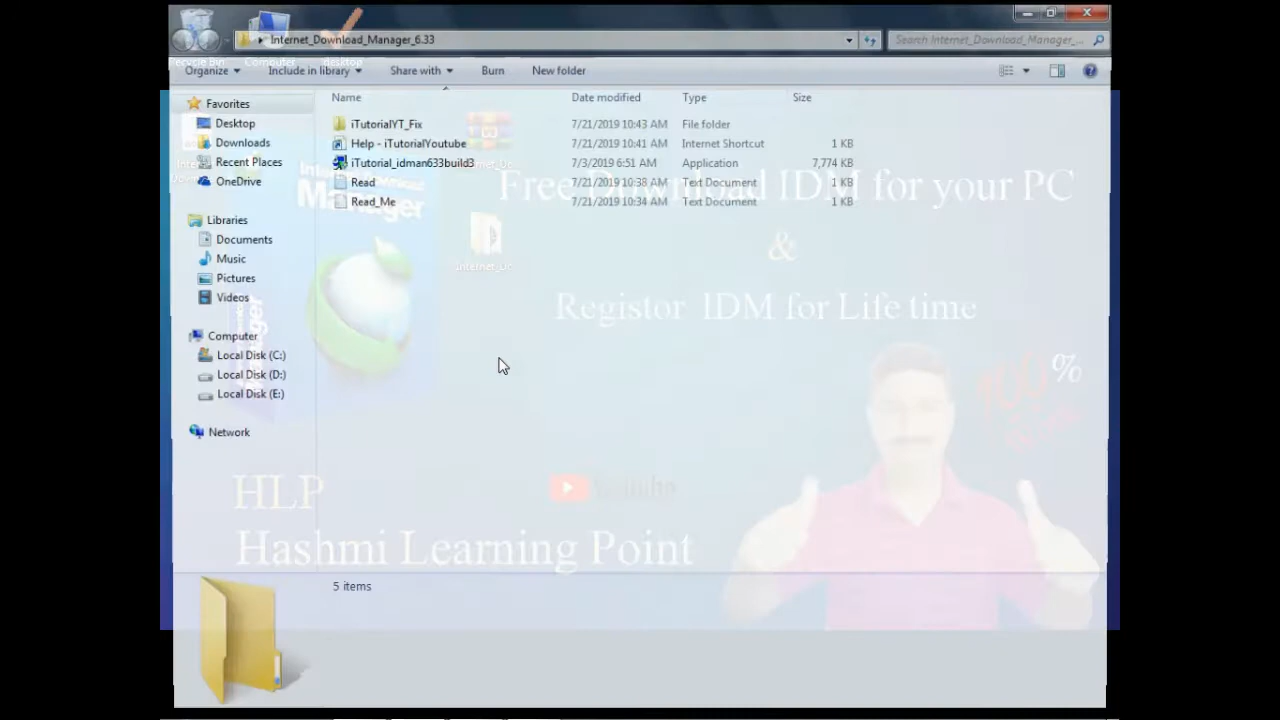 Internet_Download_Manager_6.33
Search Internet_Download_Manager_...
Recycle Bin
Computer
desktop
Organize
Include in library
Share with
Burn
New folder
Favorites
Desktop
Downloads
Recent Places
OneDrive
Libraries
Documents
Music
Pictures
Videos
Computer
Local Disk (C:)
Local Disk (D:)
Local Disk (E:)
Network
Name Date modified Type Size
iTutorialYT_Fix 7/21/2019 10:43 AM File folder
Help - iTutorialYoutube 7/21/2019 10:41 AM Internet Shortcut 1 KB
iTutorial_idman633build3 7/3/2019 6:51 AM Application 7,774 KB
Read 7/21/2019 10:38 AM Text Document 1 KB
Read_Me 7/21/2019 10:34 AM Text Document 1 KB
Manager
Free Download IDM for your PC
&
Registor IDM for Life time
100%
HLP
Hashmi Learning Point
5 items